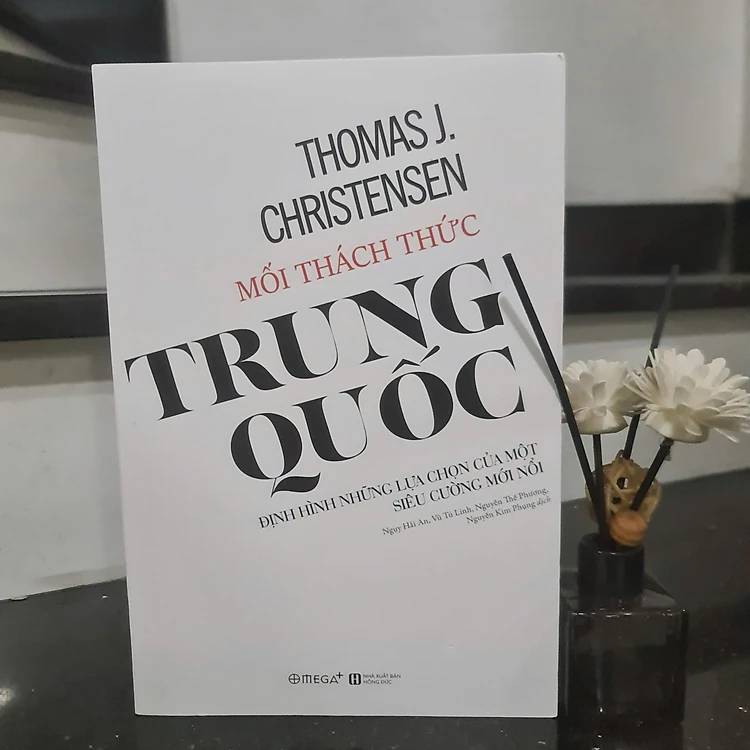 THOMAS J.
CHRISTENSEN
MỐI THÁCH THỨC
TRUNG
QUỐC
ĐỊNH HÌNH NHỮNG LỰA CHỌN CỦA MỘT
SIÊU CƯỜNG MỚI NỔI
Ngụy Hải An, Vũ Tú Linh, Nguyễn Thế Phương,
Nguyễn Kim Phụng dịch
OMEGA+
NHÀ XUẤT BẢN
HỒNG ĐỨC